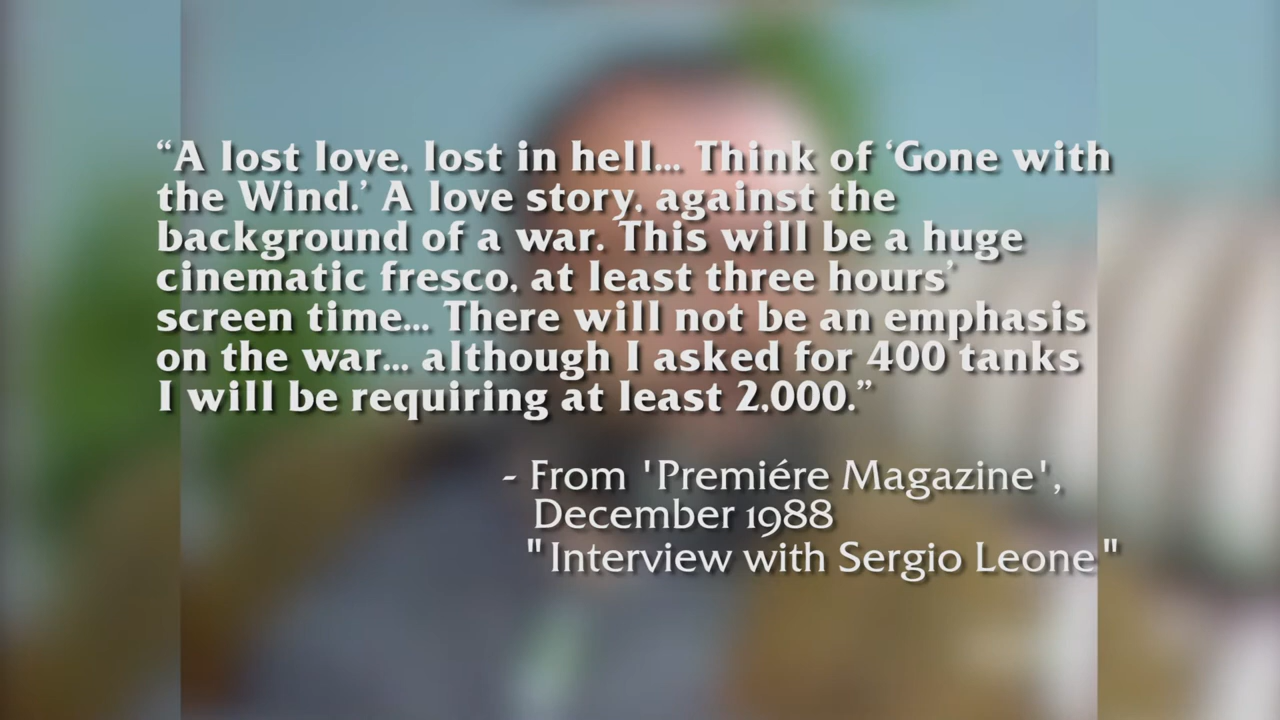 “A lost love, lost in hell... Think of ‘Gone with
the Wind.’ A love story, against the
background of a war. This will be a huge
cinematic fresco, at least three hours’
screen time... There will not be an emphasis
on the war... although I asked for 400 tanks
I will be requiring at least 2,000.”
- From 'Premiére Magazine',
December 1988
"Interview with Sergio Leone"